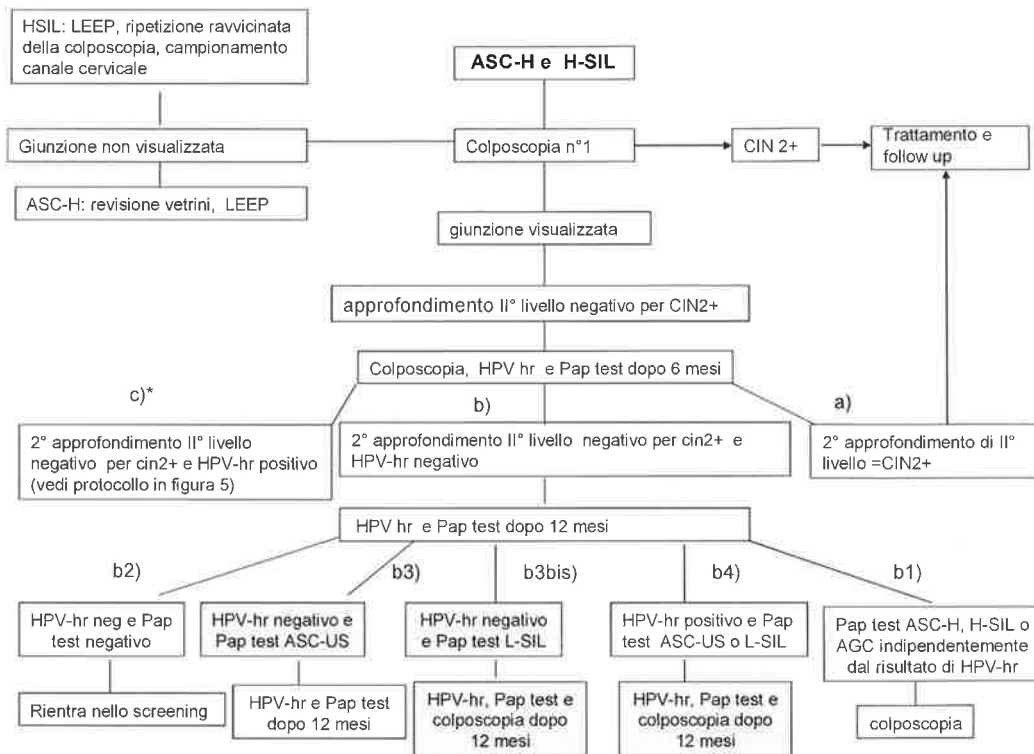 HSIL: LEEP, ripetizione ravvicinata
della colposcopia, campionamento
canale cervicale
ASC-H e H-SIL
Giunzione non visualizzata
Colposcopia n°1
CIN 2+
Trattamento e
follow up
ASC-H: revisione vetrini, LEEP
giunzione visualizzata
approfondimento II° livello negativo per CIN2+
Colposcopia, HPV hr e Pap test dopo 6 mesi
c)*
b)
a)
2° approfondimento II° livello
negativo per cin2+ e HPV-hr positivo
(vedi protocollo in figura 5)
2° approfondimento II° livello negativo per cin2+ e
HPV-hr negativo
2° approfondimento di II°
livello =CIN2+
HPV hr e Pap test dopo 12 mesi
b2)
b3)
b3bis)
b4)
b1)
HPV-hr neg e Pap
test negativo
HPV-hr negativo e
Pap test ASC-US
HPV-hr negativo
e Pap test L-SIL
HPV-hr positivo e Pap
test ASC-US o L-SIL
Pap test ASC-H, H-SIL o
AGC indipendentemente
dal risultato di HPV-hr
Rientra nello screening
HPV-hr e Pap test
dopo 12 mesi
HPV-hr, Pap test e
colposcopia dopo
12 mesi
HPV-hr, Pap test e
colposcopia dopo
12 mesi
colposcopia